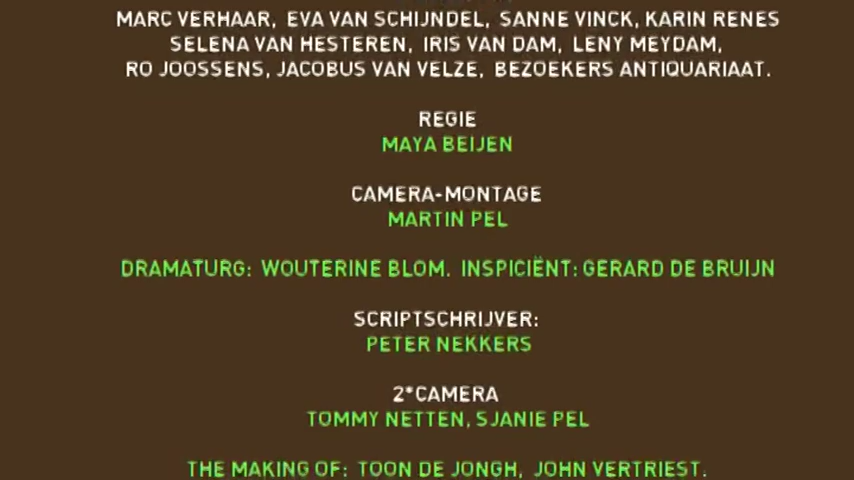 MARC VERHAAR, EVA VAN SCHIJNDEL, SANNE VINCK, KARIN RENES
SELENA VAN HESTEREN, IRIS VAN DAM, LENY MEYDAM,
RO JOOSSENS, JACOBUS VAN VELZE, BEZOEKERS ANTIQUARIAAT.
REGIE
MAYA BEIJEN
CAMERA-MONTAGE
MARTIN PEL
DRAMATURG: WOUTERINE BLOM. INSPICIËNT: GERARD DE BRUIJN
SCRIPTSCHRIJVER:
PETER NEKKERS
2*CAMERA
TOMMY NETTEN, SJANIE PEL
THE MAKING OF: TOON DE JONGH, JOHN VERTRIEST.